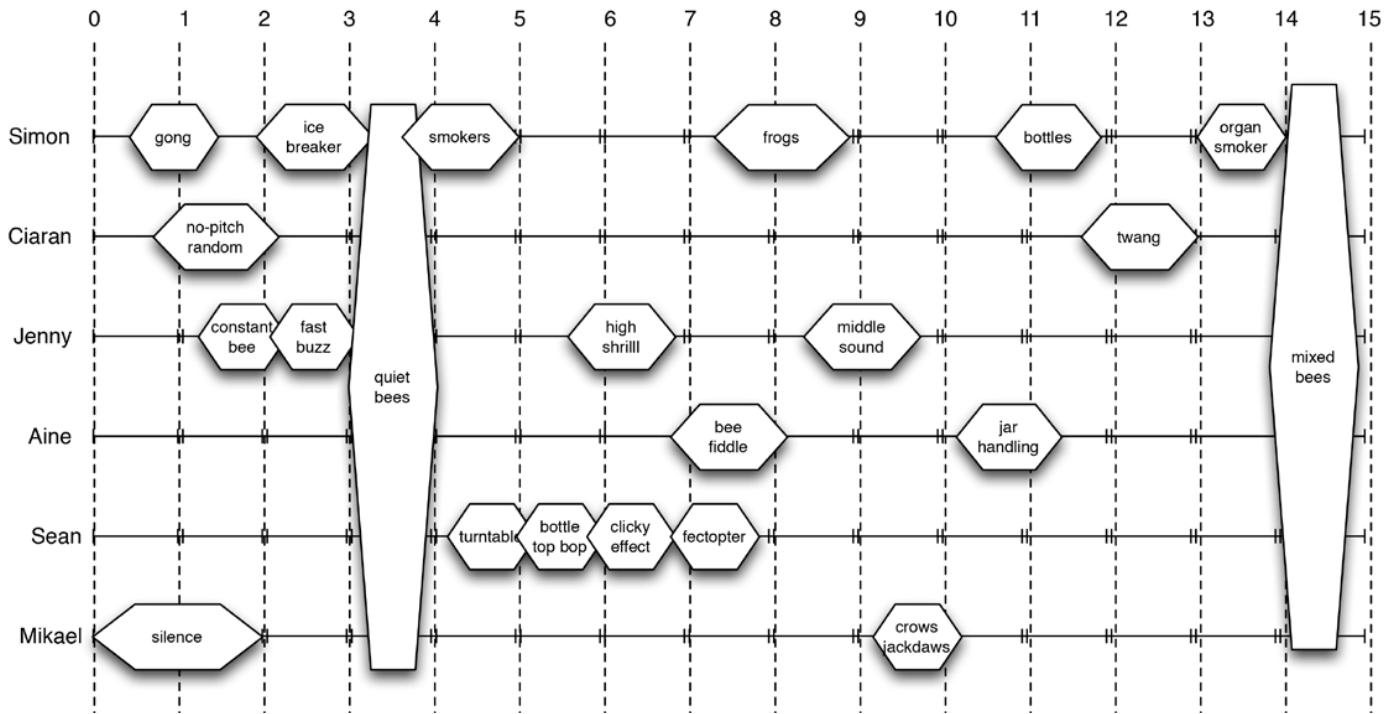 0 1 2 3 4 5 6 7 8 9 10 11 12 13 14 15
Simon
gong
ice
breaker
smokers
frogs
bottles
organ
smoker
Ciaran
no-pitch
random
twang
Jenny
constant
bee
fast
buzz
high
shrilll
middle
sound
quiet
bees
mixed
bees
Aine
bee
fiddle
jar
handling
Sean
turntable
bottle
top bop
clicky
effect
fectopter
Mikael
silence
crows
jackdaws